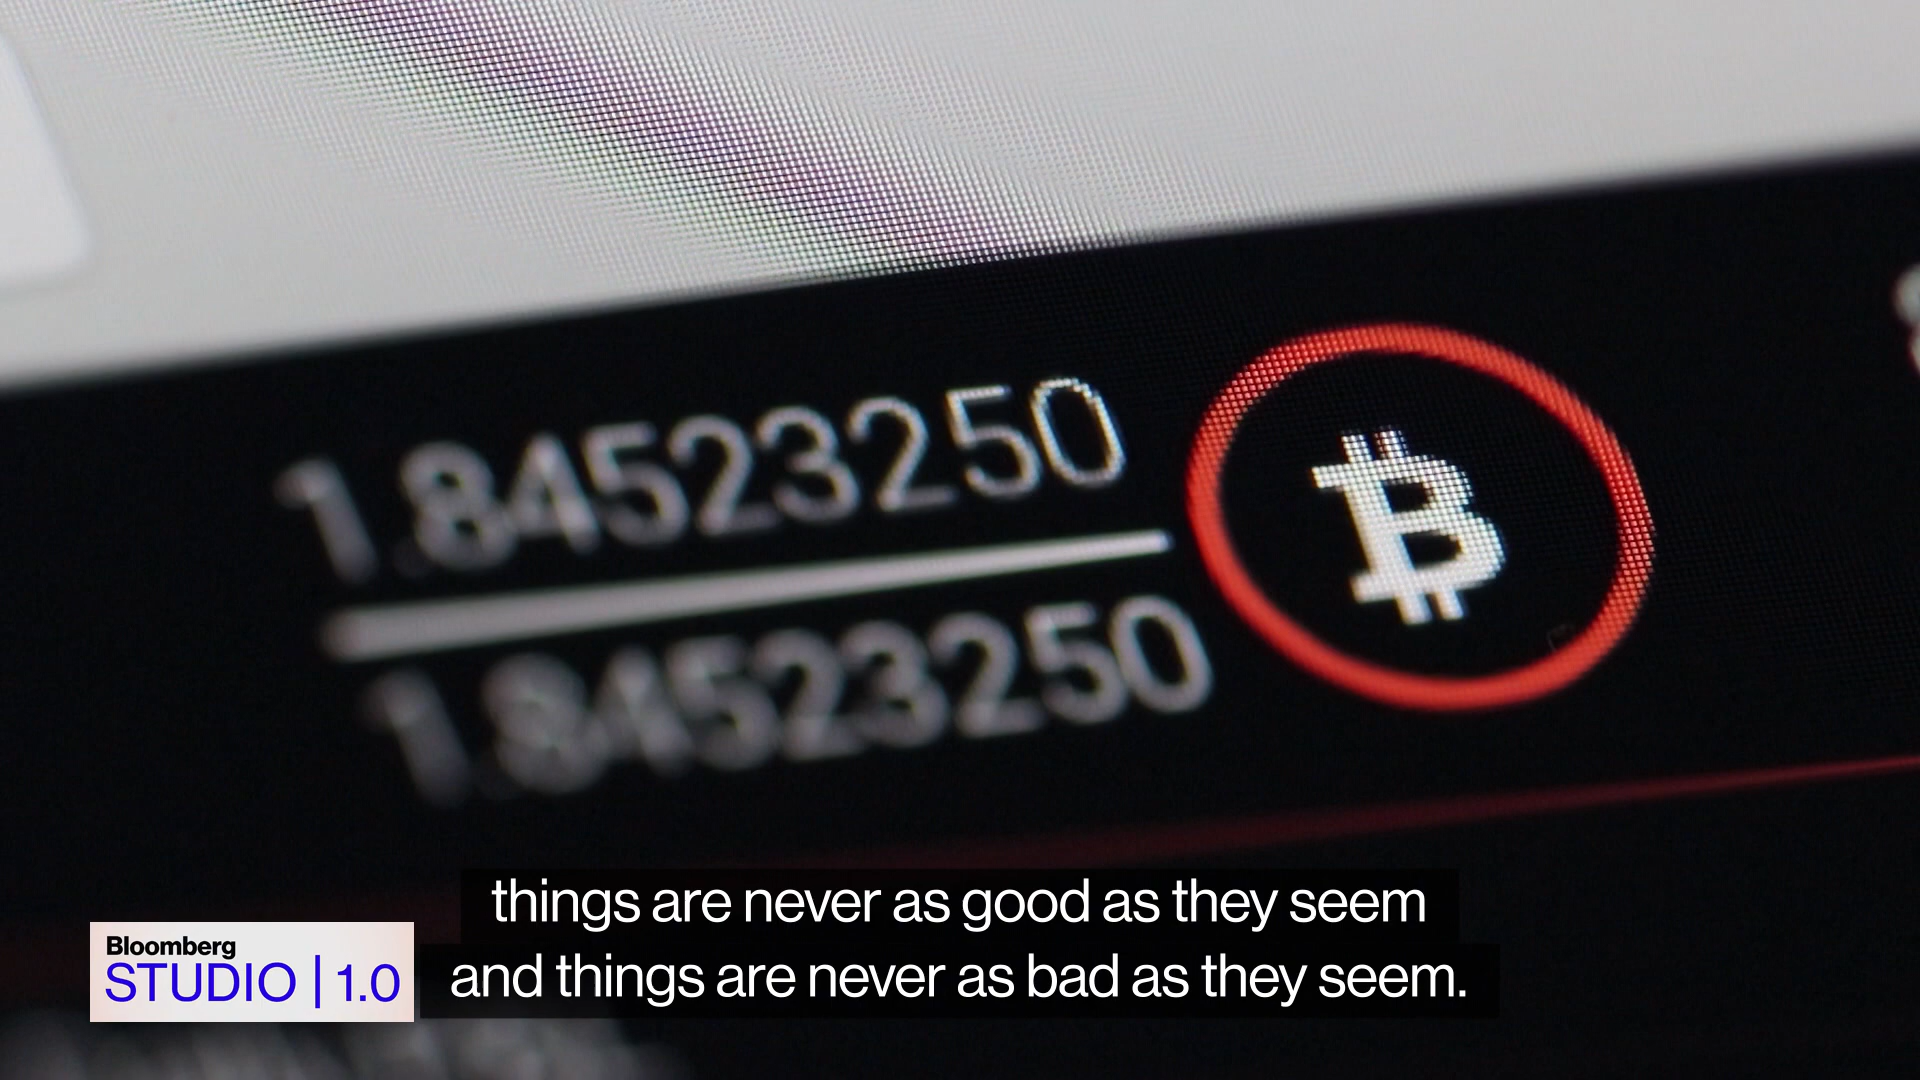 1.84523250
1.84523250
things are never as good as they seem
and things are never as bad as they seem.
Bloomberg
STUDIO | 1.0